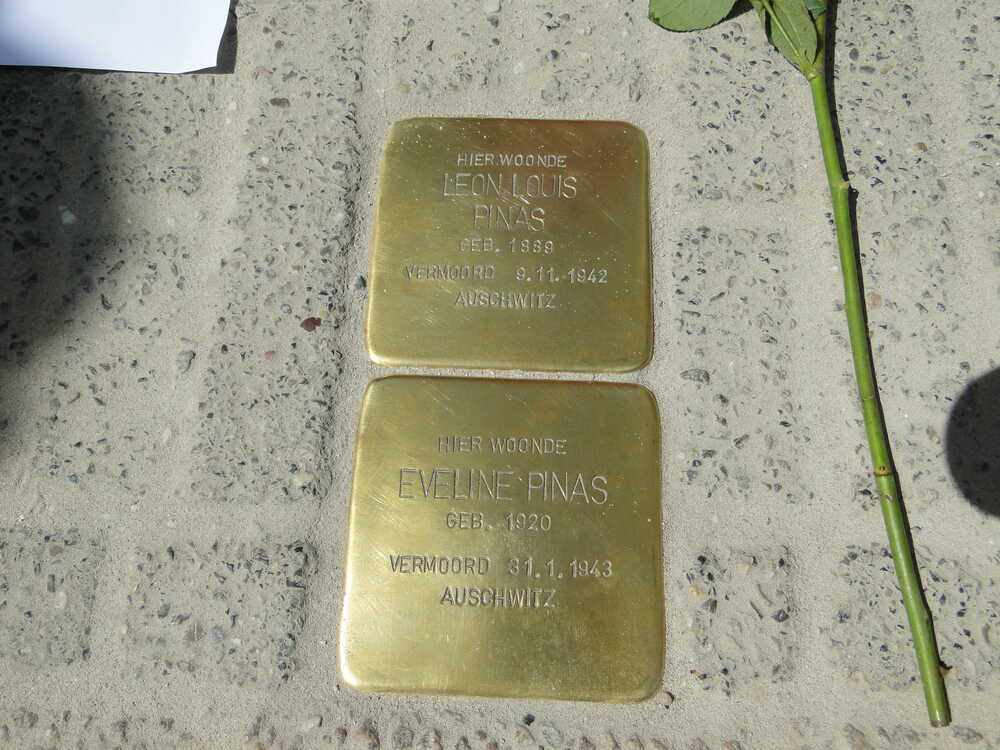 HIER WOONDE
LEON LOUIS
PINAS
GEB. 1889
VERMOORD 9.11.1942
AUSCHWITZ
HIER WOONDE
EVELINE PINAS
GEB. 1920
VERMOORD 31.1.1943
AUSCHWITZ